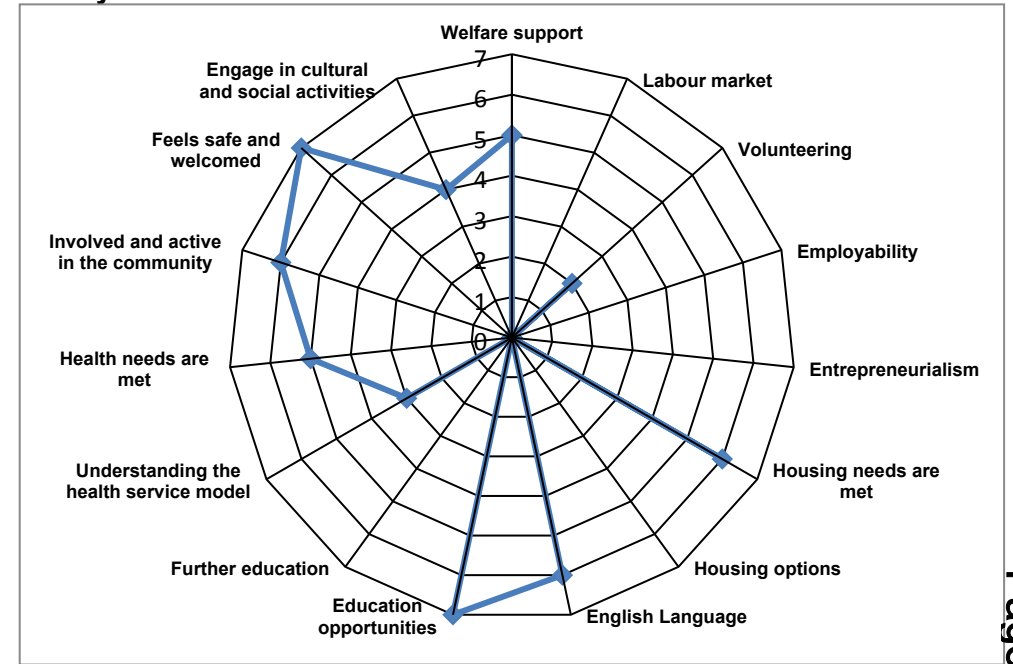 Welfare support
Labour market
Volunteering
Employability
Entrepreneurialism
Housing needs are
met
Housing options
English Language
Education
opportunities
Further education
Understanding the
health service model
Health needs are
met
Involved and active
in the community
Feels safe and
welcomed
Engage in cultural
and social activities
7
6
5
4
3
2
1
0